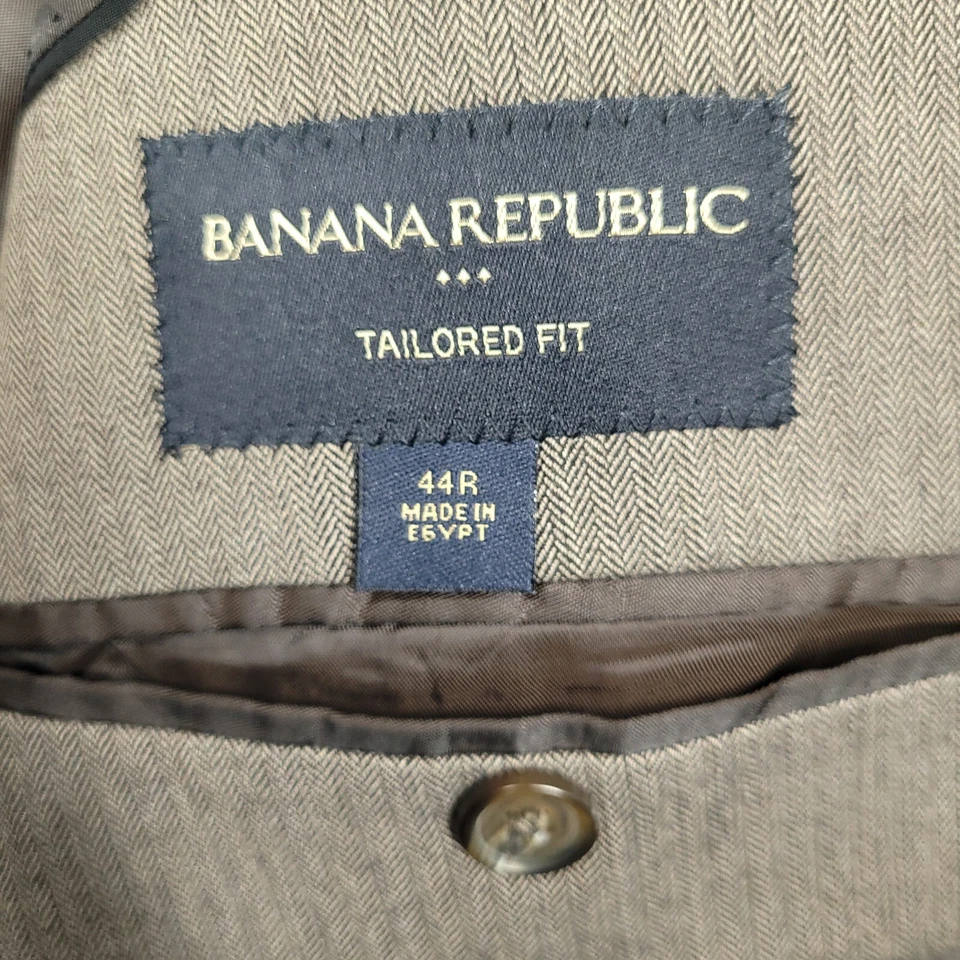 BANANA REPUBLIC
TAILORED FIT
44R
MADE IN
EGYPT